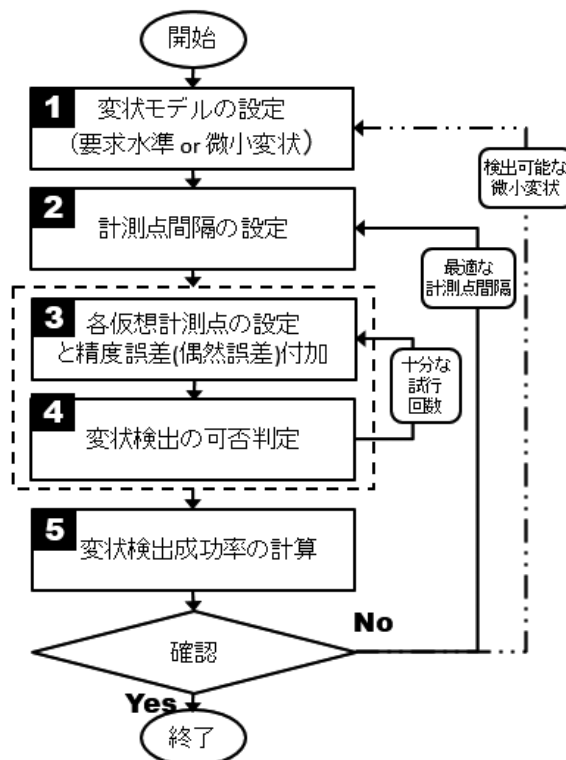 開始
1
変状モデルの設定
（要求水準 or 微小変状）
検出可能な
微小変状
2
計測点間隔の設定
最適な
計測点間隔
3
各仮想計測点の設定
と精度誤差(偶然誤差)付加
十分な
試行
回数
4
変状検出の可否判定
5
変状検出成功率の計算
No
確認
Yes
終了